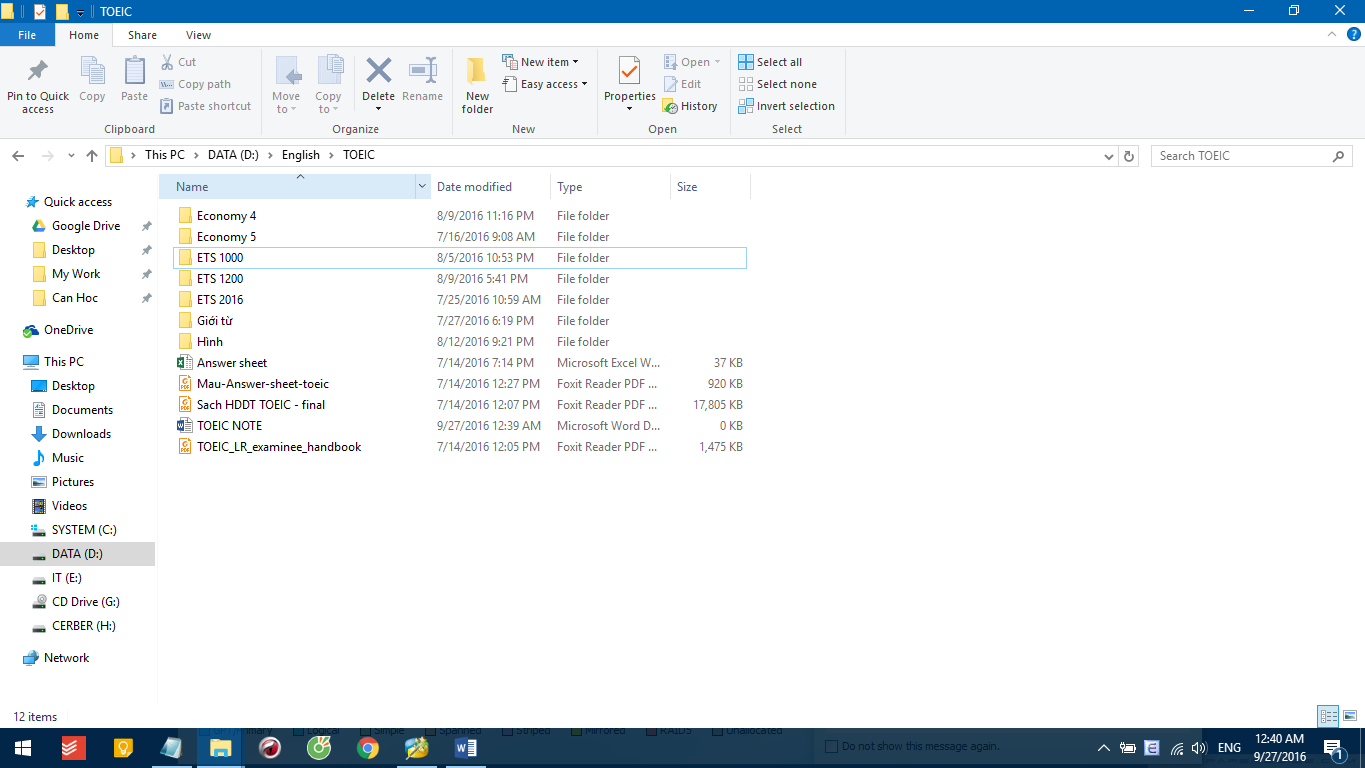 TOEIC
File Home Share View
Pin to Quick access
Copy
Paste
Cut
Copy path
Paste shortcut
Clipboard
Move to
Copy to
Delete
Rename
Organize
New folder
New item
Easy access
New
Properties
Open
Edit
History
Open
Select all
Select none
Invert selection
Select
This PC > DATA (D:) > English > TOEIC
Search TOEIC
Quick access
Google Drive
Desktop
My Work
Can Hoc
OneDrive
This PC
Desktop
Documents
Downloads
Music
Pictures
Videos
SYSTEM (C:)
DATA (D:)
IT (E:)
CD Drive (G:)
CERBER (H:)
Network
Name Date modified Type Size
Economy 4 8/9/2016 11:16 PM File folder
Economy 5 7/16/2016 9:08 AM File folder
ETS 1000 8/5/2016 10:53 PM File folder
ETS 1200 8/9/2016 5:41 PM File folder
ETS 2016 7/25/2016 10:59 AM File folder
Giới từ 7/27/2016 6:19 PM File folder
Hình 8/12/2016 9:21 PM File folder
Answer sheet 7/14/2016 7:14 PM Microsoft Excel W... 37 KB
Mau-Answer-sheet-toeic 7/14/2016 12:27 PM Foxit Reader PDF ... 920 KB
Sach HDDT TOEIC - final 7/14/2016 12:07 PM Foxit Reader PDF ... 17,805 KB
TOEIC NOTE 9/27/2016 12:39 AM Microsoft Word D... 0 KB
TOEIC_LR_examinee_handbook 7/14/2016 12:05 PM Foxit Reader PDF ... 1,475 KB
12 items
Logical Simple Spanned Striped Mirrored RAID5 Unallocated
Do not show this message again.
ENG
12:40 AM
9/27/2016
1